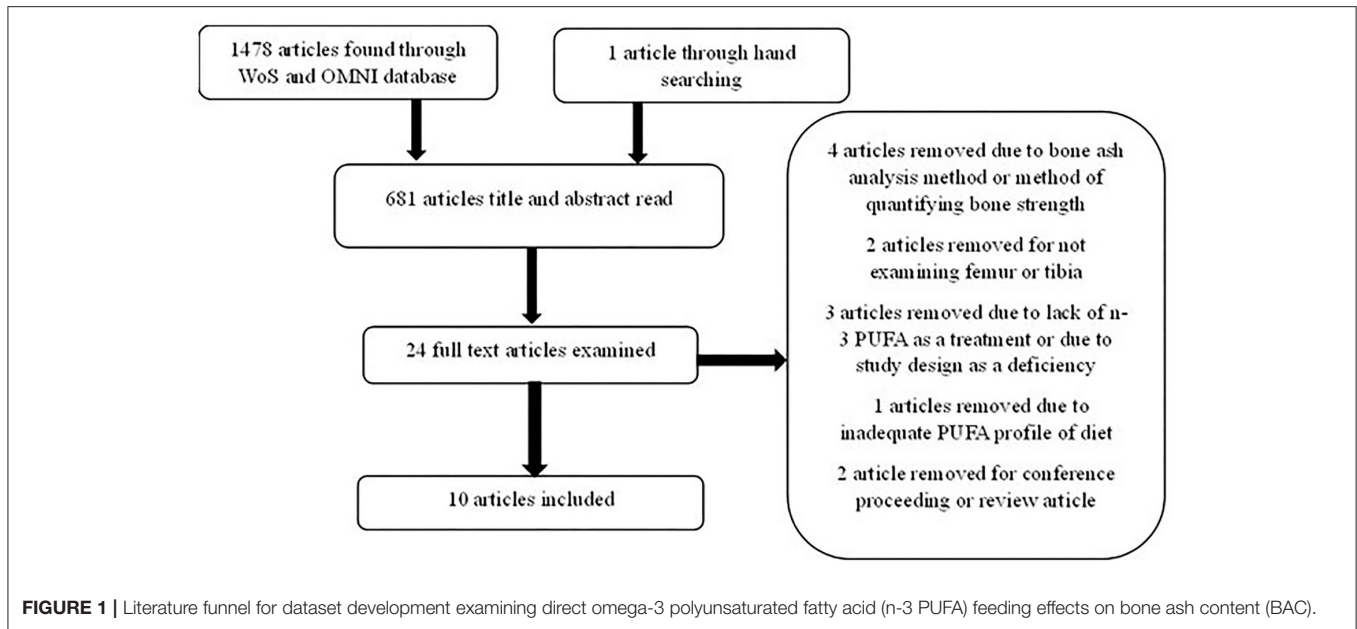 1478 articles found through
WoS and OMNI database
1 article through hand
searching
681 articles title and abstract read
24 full text articles examined
10 articles included
4 articles removed due to bone ash
analysis method or method of
quantifying bone strength
2 articles removed for not
examining femur or tibia
3 articles removed due to lack of n-
3 PUFA as a treatment or due to
study design as a deficiency
1 articles removed due to
inadequate PUFA profile of diet
2 article removed for conference
proceeding or review article
FIGURE 1 | Literature funnel for dataset development examining direct omega-3 polyunsaturated fatty acid (n-3 PUFA) feeding effects on bone ash content (BAC).